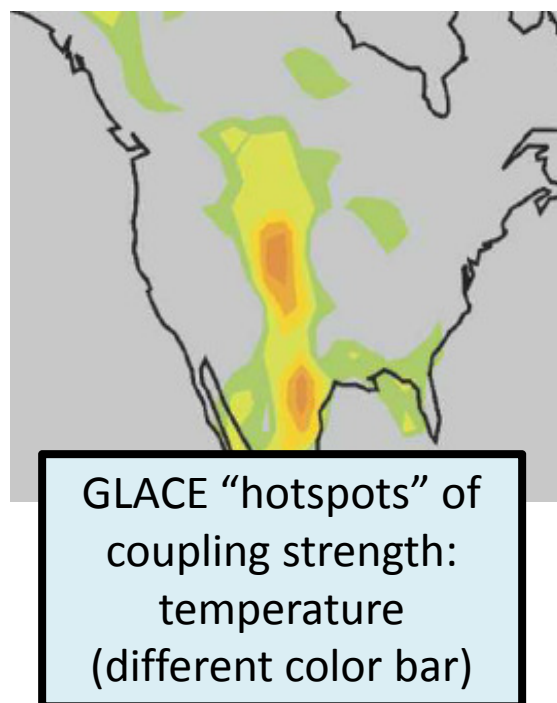 GLACE “hotspots” of
coupling strength:
temperature
(different color bar)